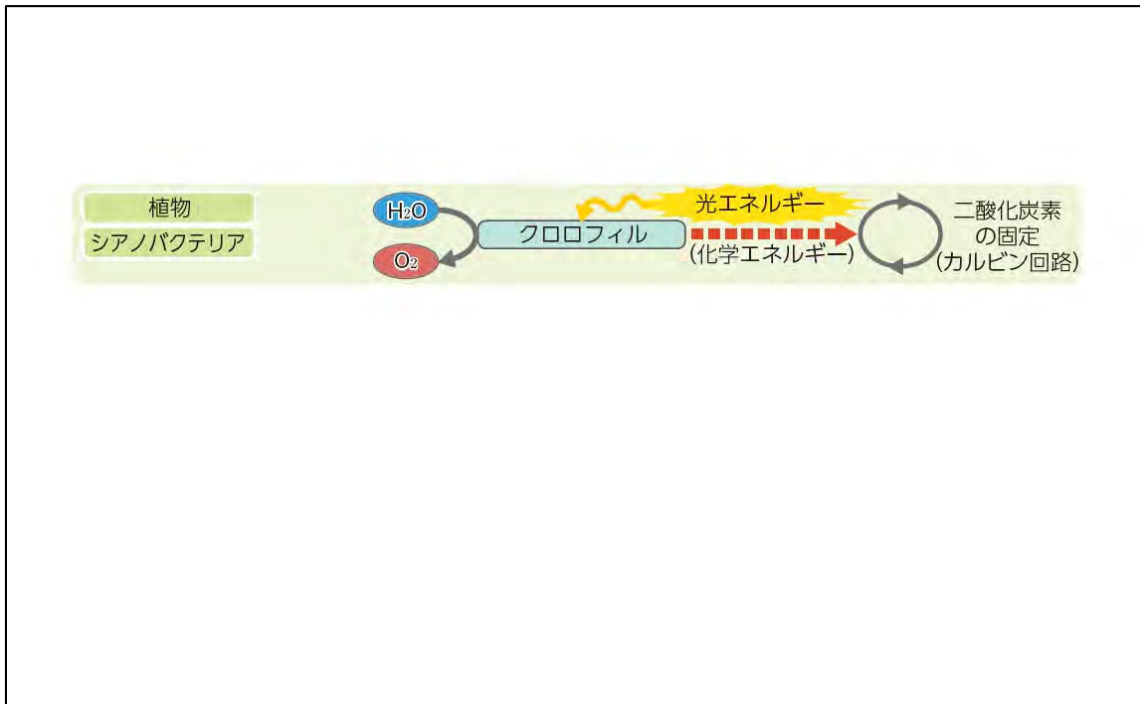 植物
シアノバクテリア
H₂O
O₂
クロロフィル
光エネルギー
(化学エネルギー)
二酸化炭素
の固定
(カルビン回路)